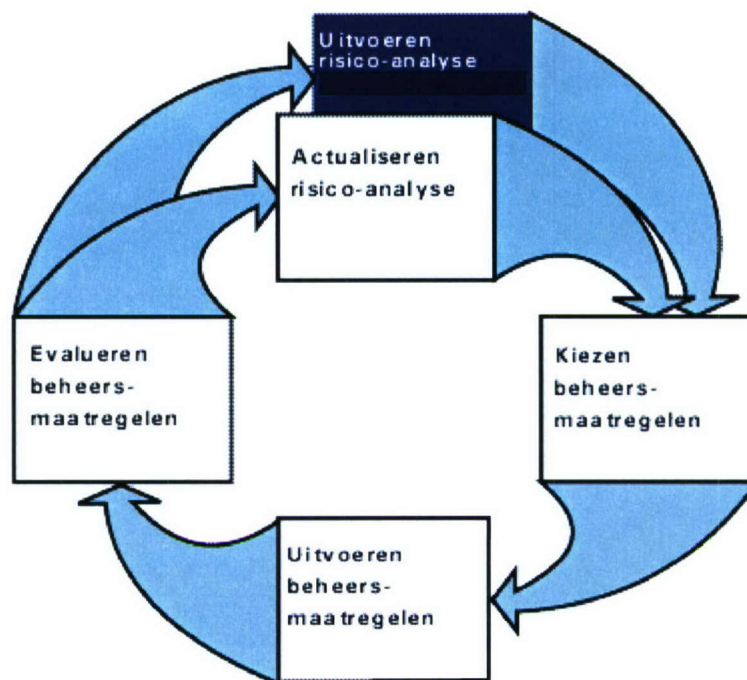 Uitvoeren
risico-analyse
Actualiseren
risico-analyse
Evalueren
beheers-
maatregelen
Kiezen
beheers-
maatregelen
Uitvoeren
beheers-
maatregelen